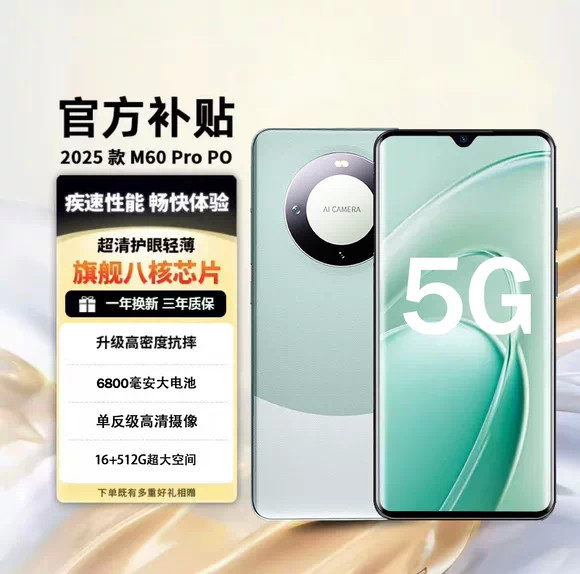 官方补贴
2025 款 M60 Pro PO
疾速性能 畅快体验
超清护眼轻薄
旗舰八核芯片
一年换新 三年质保
升级高密度抗摔
6800毫安大电池
单反级高清摄像
16+512G超大空间
下单既有多重好礼相赠
AI CAMERA
5G